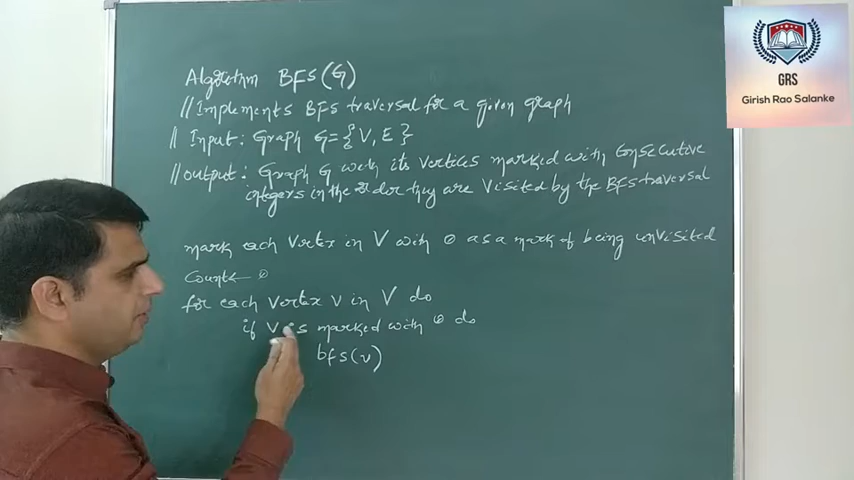 Algorithm BFS(G)
// Implements BFS traversal for a given graph
// Input: Graph G={V, E}
// output: Graph G with its vertices marked with Consecutive
integers in the order they are visited by the BFS traversal
mark each vertex in V with 0 as a mark of being unvisited
Count← 0
for each vertex v in V do
if v is marked with 0 do
bfs(v)
GRS
Girish Rao Salanke